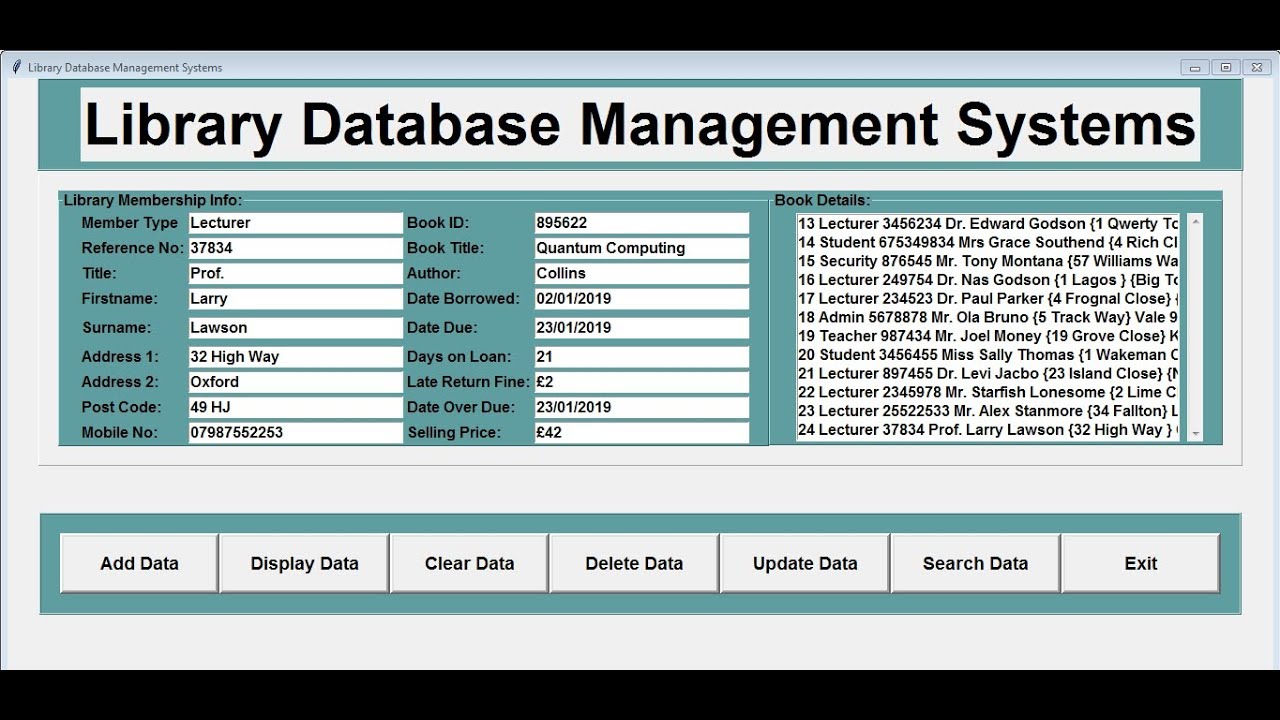 Library Database Management Systems
Library Database Management Systems
Library Membership Info:
Member Type Lecturer Book ID: 895622
Reference No: 37834 Book Title: Quantum Computing
Title: Prof. Author: Collins
Firstname: Larry Date Borrowed: 02/01/2019
Surname: Lawson Date Due: 23/01/2019
Address 1: 32 High Way Days on Loan: 21
Address 2: Oxford Late Return Fine: £2
Post Code: 49 HJ Date Over Due: 23/01/2019
Mobile No: 07987552253 Selling Price: £42
Book Details:
13 Lecturer 3456234 Dr. Edward Godson {1 Qwerty To
14 Student 675349834 Mrs Grace Southend {4 Rich Cl
15 Security 876545 Mr. Tony Montana {57 Williams Wa
16 Lecturer 249754 Dr. Nas Godson {1 Lagos } {Big To
17 Lecturer 234523 Dr. Paul Parker {4 Frognal Close} {
18 Admin 5678878 Mr. Ola Bruno {5 Track Way} Vale 9
19 Teacher 987434 Mr. Joel Money {19 Grove Close} K
20 Student 3456455 Miss Sally Thomas {1 Wakeman C
21 Lecturer 897455 Dr. Levi Jacbo {23 Island Close} {N
22 Lecturer 2345978 Mr. Starfish Lonesome {2 Lime C
23 Lecturer 25522533 Mr. Alex Stanmore {34 Fallton} L
24 Lecturer 37834 Prof. Larry Lawson {32 High Way }
Add Data Display Data Clear Data Delete Data Update Data Search Data Exit